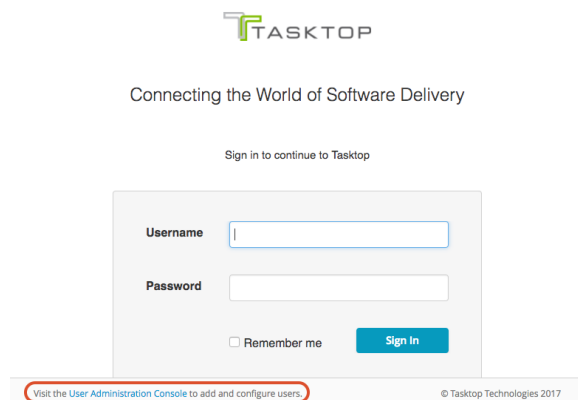 TASKTOP
Connecting the World of Software Delivery
Sign in to continue to Tasktop
Username
Password
Remember me
Sign In
Visit the User Administration Console to add and configure users.
© Tasktop Technologies 2017